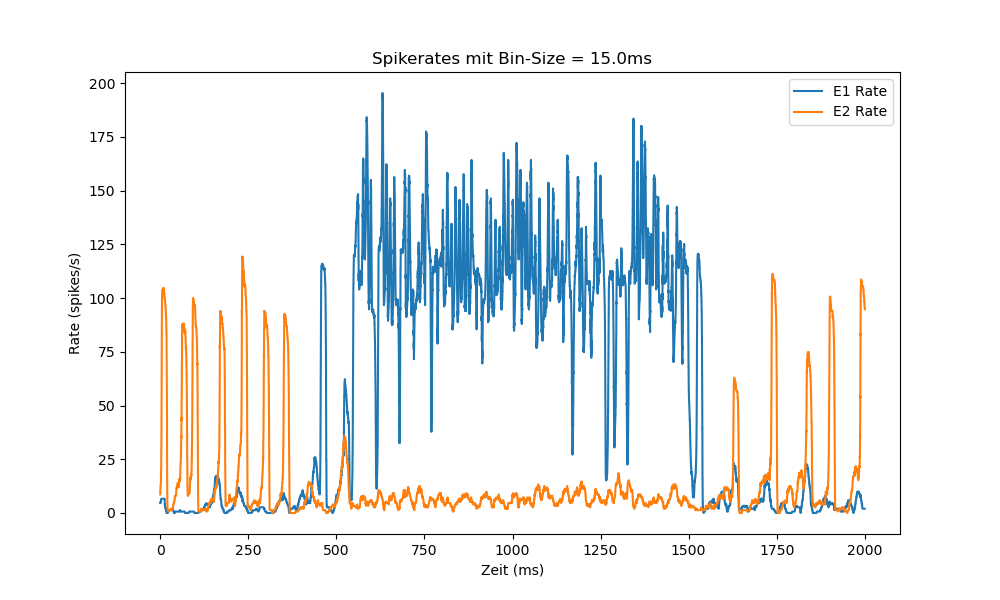 Spikerates mit Bin-Size = 15.0ms
E1 Rate
E2 Rate
200
175
150
125
100
75
50
25
0
Rate (spikes/s)
0 250 500 750 1000 1250 1500 1750 2000
Zeit (ms)